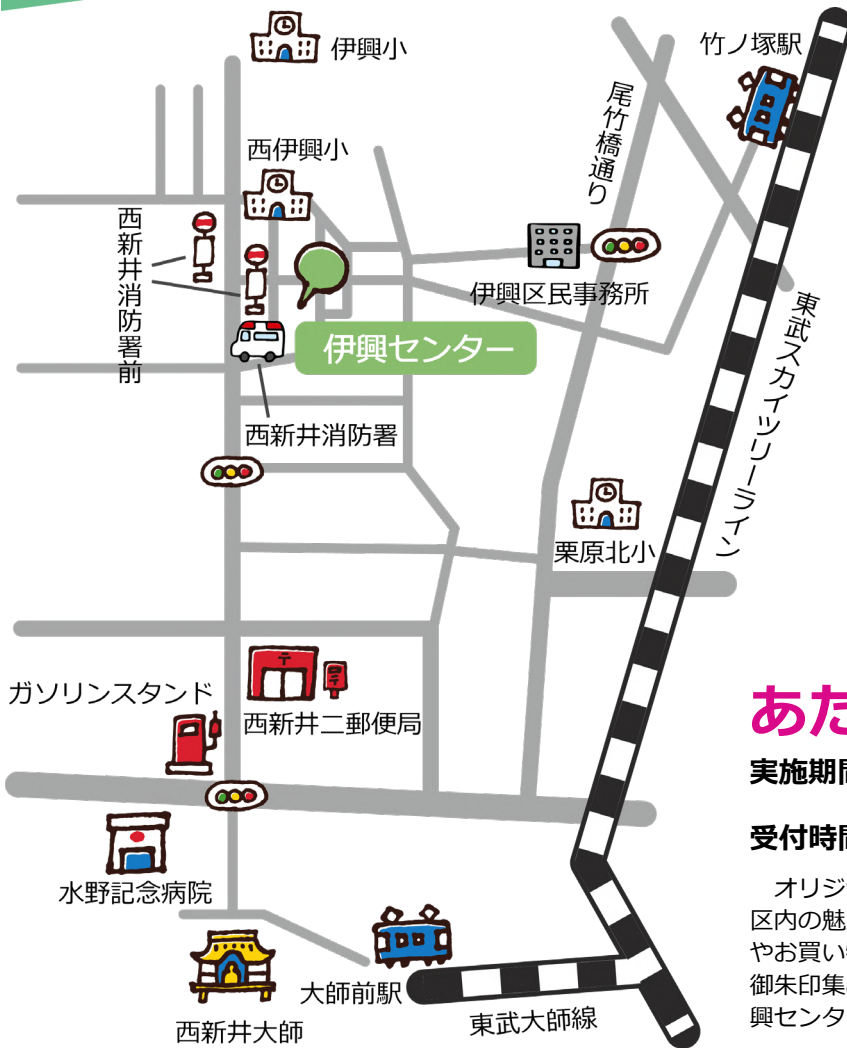 伊興小
竹ノ塚駅
尾竹橋通り
西伊興小
西新井消防署前
伊興区民事務所
伊興センター
東武スカイツリーライン
西新井消防署
栗原北小
ガソリンスタンド
西新井二郵便局
水野記念病院
大師前駅
西新井大師
東武大師線
あた
実施期間
受付時間
オリジ
区内の魅
やお買い
御朱印集
興センタ